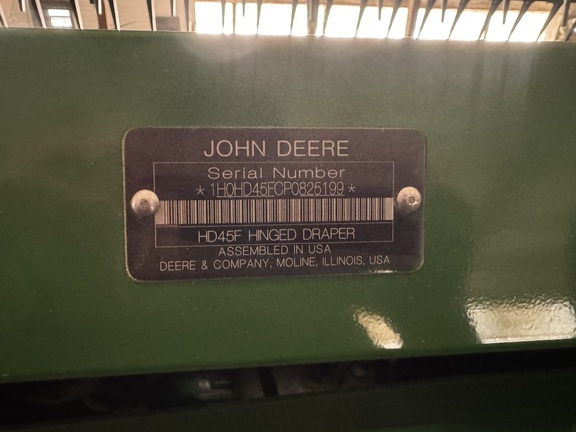 JOHN DEERE
Serial Number
*1H0HD45FCP0825199*
HD45F HINGED DRAPER
ASSEMBLED IN USA
DEERE & COMPANY, MOLINE, ILLINOIS, USA